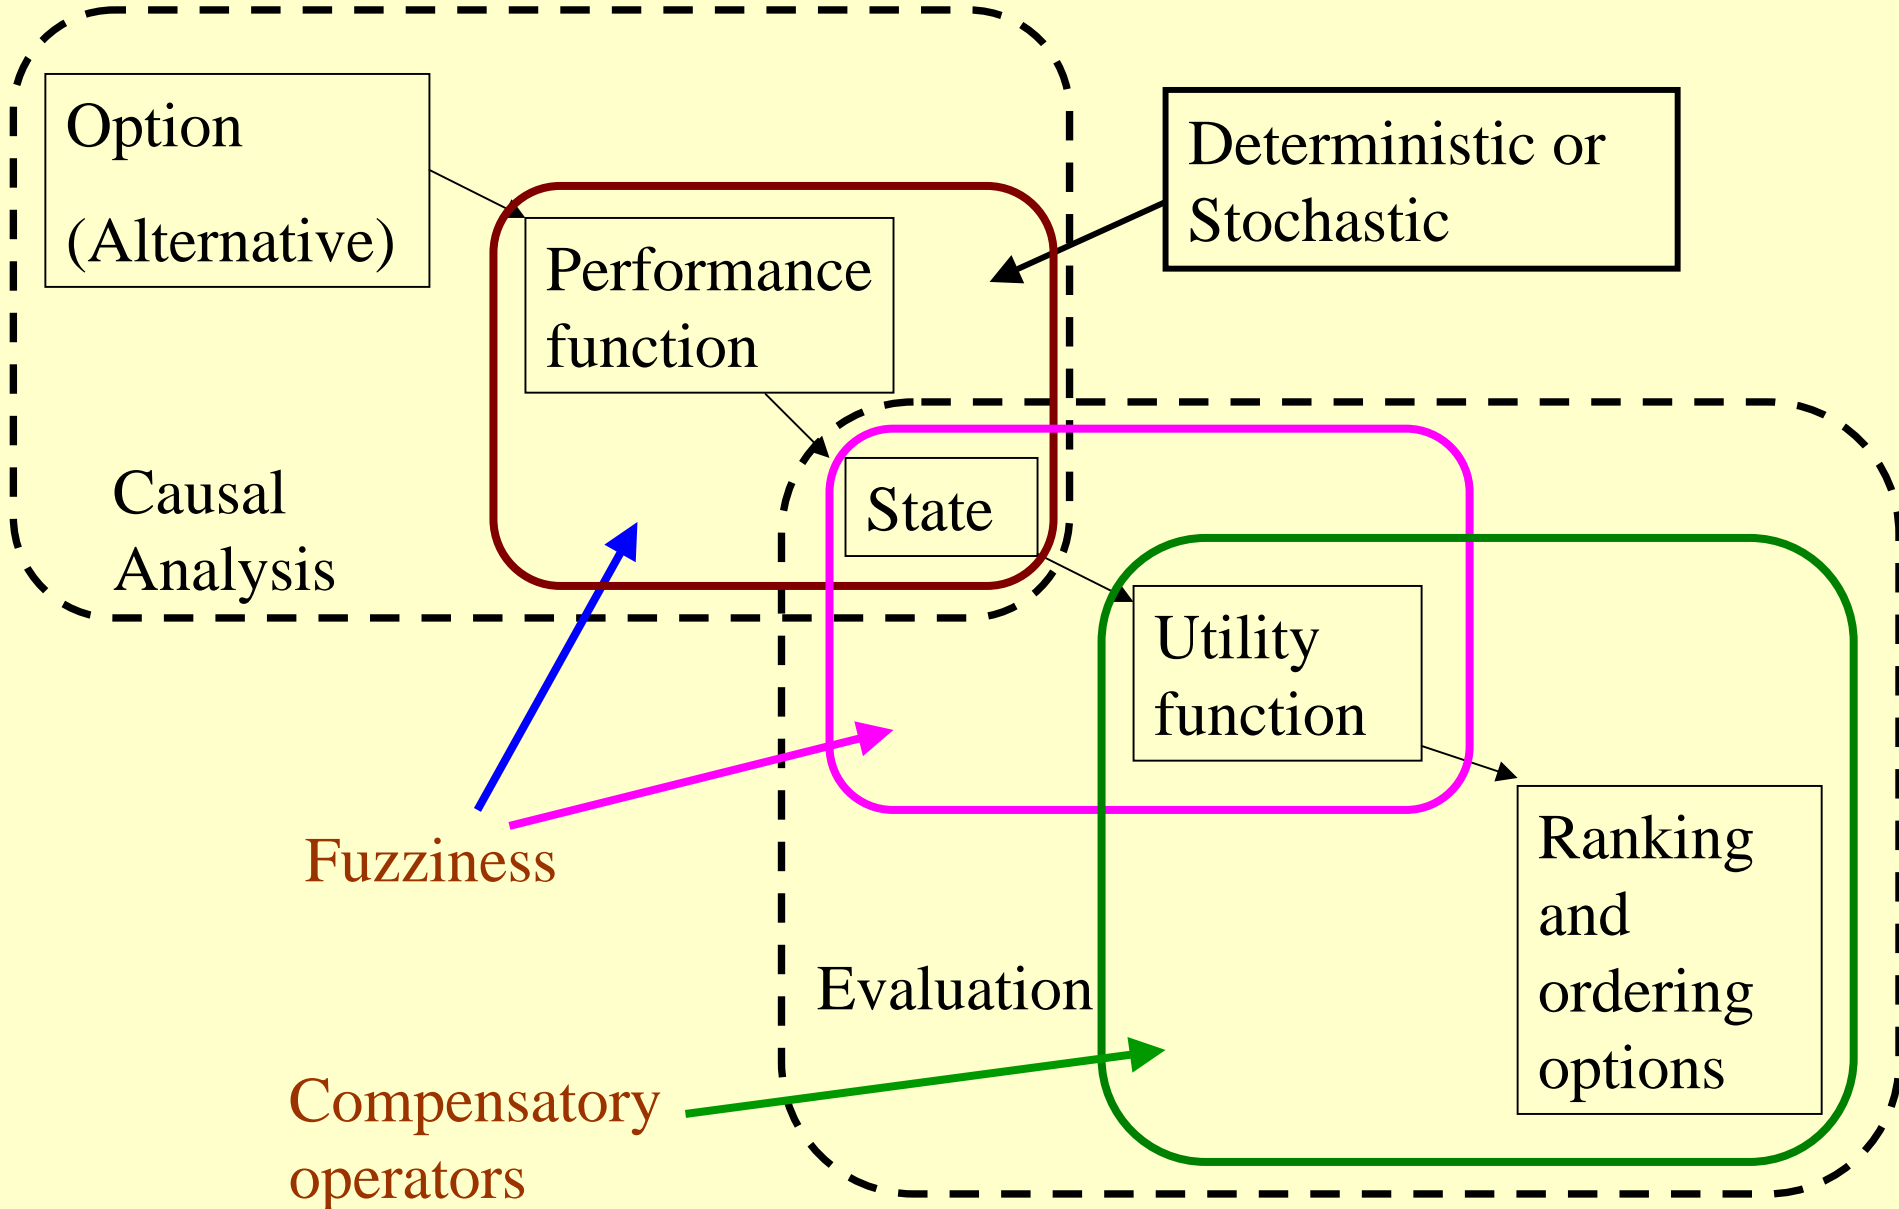 Option
(Alternative)
Deterministic or
Stochastic
Performance
function
Causal
Analysis
State
Utility
function
Fuzziness
Ranking
and
ordering
options
Evaluation
Compensatory
operators